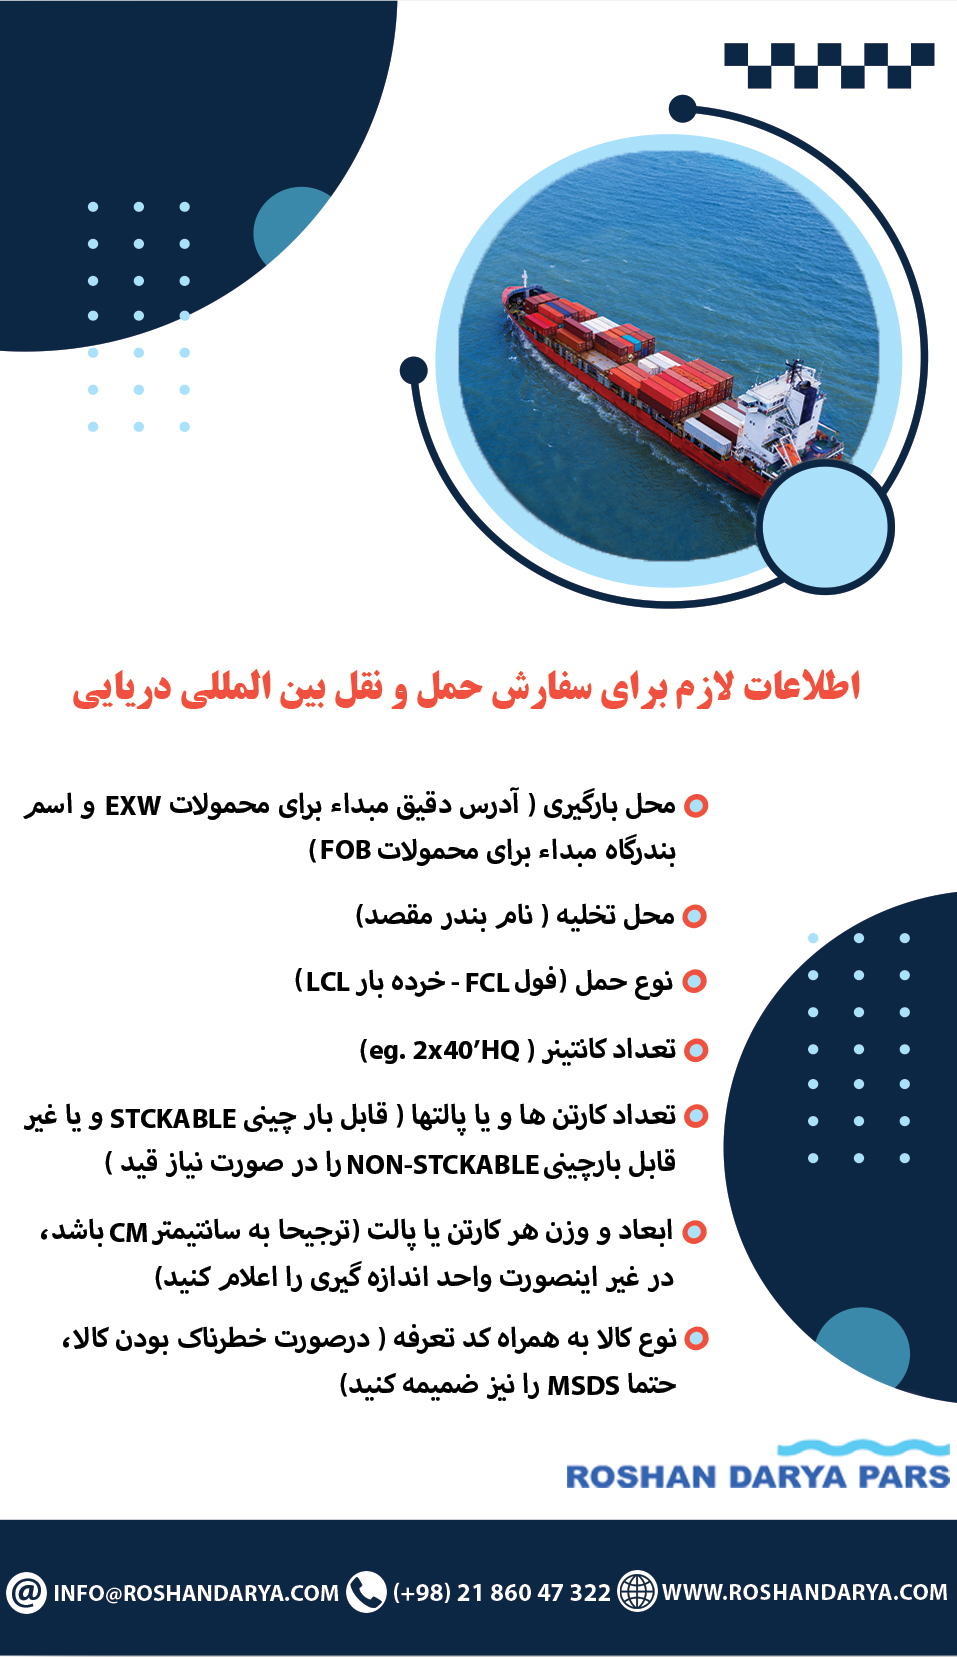 اطلاعات لازم برای سفارش حمل و نقل بین المللی دریایی
محل بارگیری ( آدرس دقیق مبداء برای محمولات EXW و اسم
بندرگاه مبداء برای محمولات FOB)
محل تخلیه ( نام بندر مقصد)
نوع حمل (فول FCL - خرده بار LCL)
تعداد کانتینر ( eg. 2x40’HQ)
تعداد کارتن ها و یا پالتها ( قابل بار چینی STCKABLE و یا غیر
قابل بارچینی NON-STCKABLE را در صورت نیاز قید )
ابعاد و وزن هر کارتن یا پالت (ترجیحا به سانتیمتر CM باشد،
در غیر اینصورت واحد اندازه گیری را اعلام کنید)
نوع کالا به همراه کد تعرفه ( درصورت خطرناک بودن کالا،
حتما MSDS را نیز ضمیمه کنید)
ROSHAN DARYA PARS
INFO@ROSHANDARYA.COM (+98) 21 860 47 322 WWW.ROSHANDARYA.COM